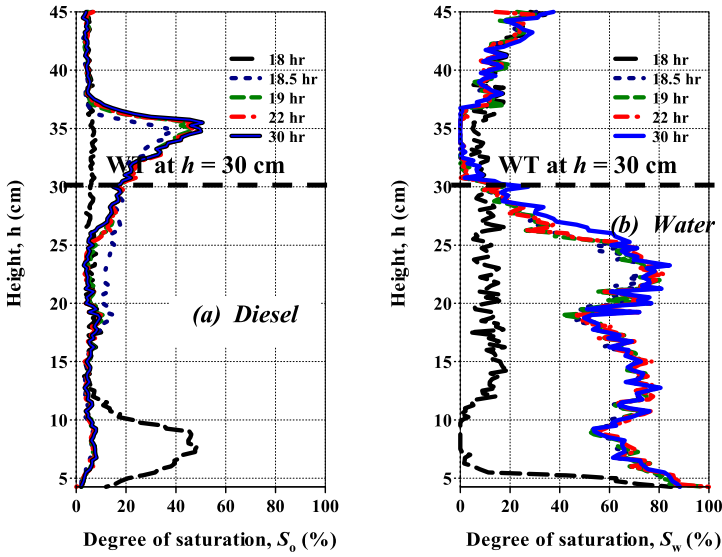 45
40
35
30
25
20
15
10
5
0
20
40
60
80
100
Height, h (cm)
Degree of saturation, So (%)
18 hr
18.5 hr
19 hr
22 hr
30 hr
WT at h = 30 cm
(a) Diesel
45
40
35
30
25
20
15
10
5
0
20
40
60
80
100
Height, h (cm)
Degree of saturation, Sw (%)
18 hr
18.5 hr
19 hr
22 hr
30 hr
WT at h = 30 cm
(b) Water